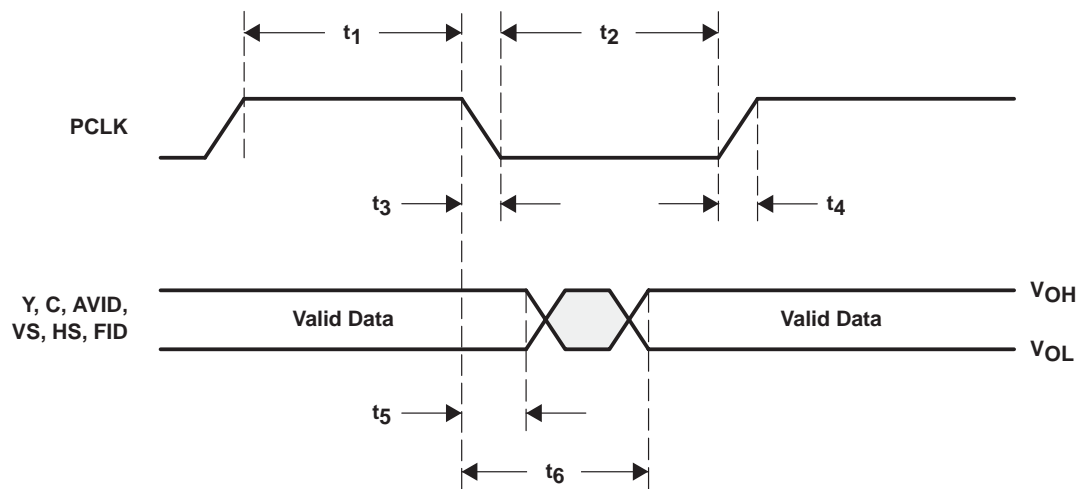 t1
t2
PCLK
t3
t4
Y, C, AVID,
VS, HS, FID
Valid Data
Valid Data
VOH
VOL
t5
t6